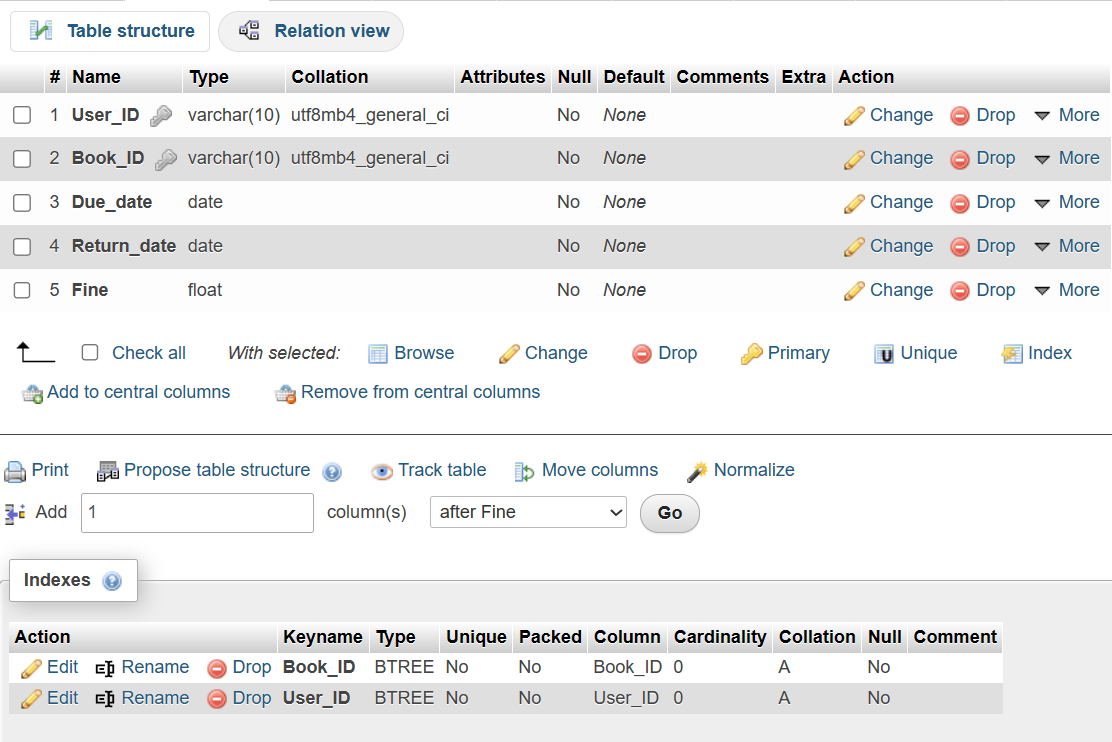 Table structure Relation view
# Name Type Collation Attributes Null Default Comments Extra Action
1 User_ID varchar(10) utf8mb4_general_ci No None Change Drop More
2 Book_ID varchar(10) utf8mb4_general_ci No None Change Drop More
3 Due_date date No None Change Drop More
4 Return_date date No None Change Drop More
5 Fine float No None Change Drop More
Check all With selected: Browse Change Drop Primary Unique Index
Add to central columns Remove from central columns
Print Propose table structure Track table Move columns Normalize
Add 1 column(s) after Fine Go
Indexes
Action Keyname Type Unique Packed Column Cardinality Collation Null Comment
Edit Rename Drop Book_ID BTREE No No Book_ID 0 A No
Edit Rename Drop User_ID BTREE No No User_ID 0 A No